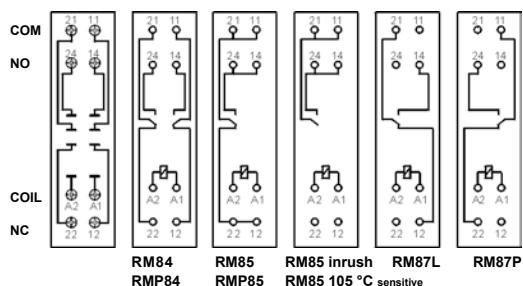 21 11 21 11 21 11 21 11 21 11 21 11
COM
24 14 24 14 24 14 24 14 24 14 24 14
NO
COIL
A2 A1 A2 A1 A2 A1 A2 A1 A2 A1 A2 A1
NC
22 12 22 12 22 12 22 12 22 12 22 12
RM84 RM85 RM85 inrush RM87L RM87P
RMP84 RMP85 RM85 105 °C sensitive